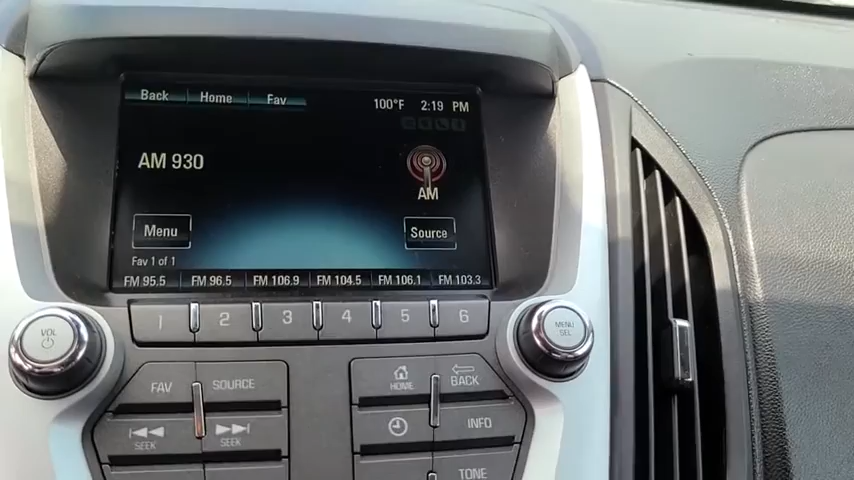 Back Home Fav 100°F 2:19 PM
AM 930
AM
Menu Source
Fav 1 of 1
FM 95.5 FM 96.5 FM 106.9 FM 104.5 FM 106.1 FM 103.3
1 2 3 4 5 6
VOL
MENU
SEL
FAV SOURCE
HOME BACK
SEEK SEEK
INFO
TONE